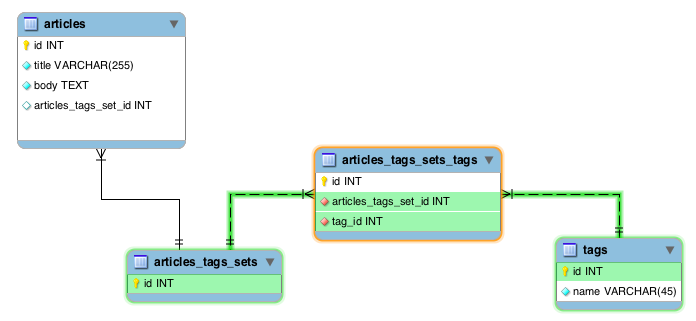 articles
id INT
title VARCHAR(255)
body TEXT
articles_tags_set_id INT
articles_tags_sets_tags
id INT
articles_tags_set_id INT
tag_id INT
articles_tags_sets
id INT
tags
id INT
name VARCHAR(45)